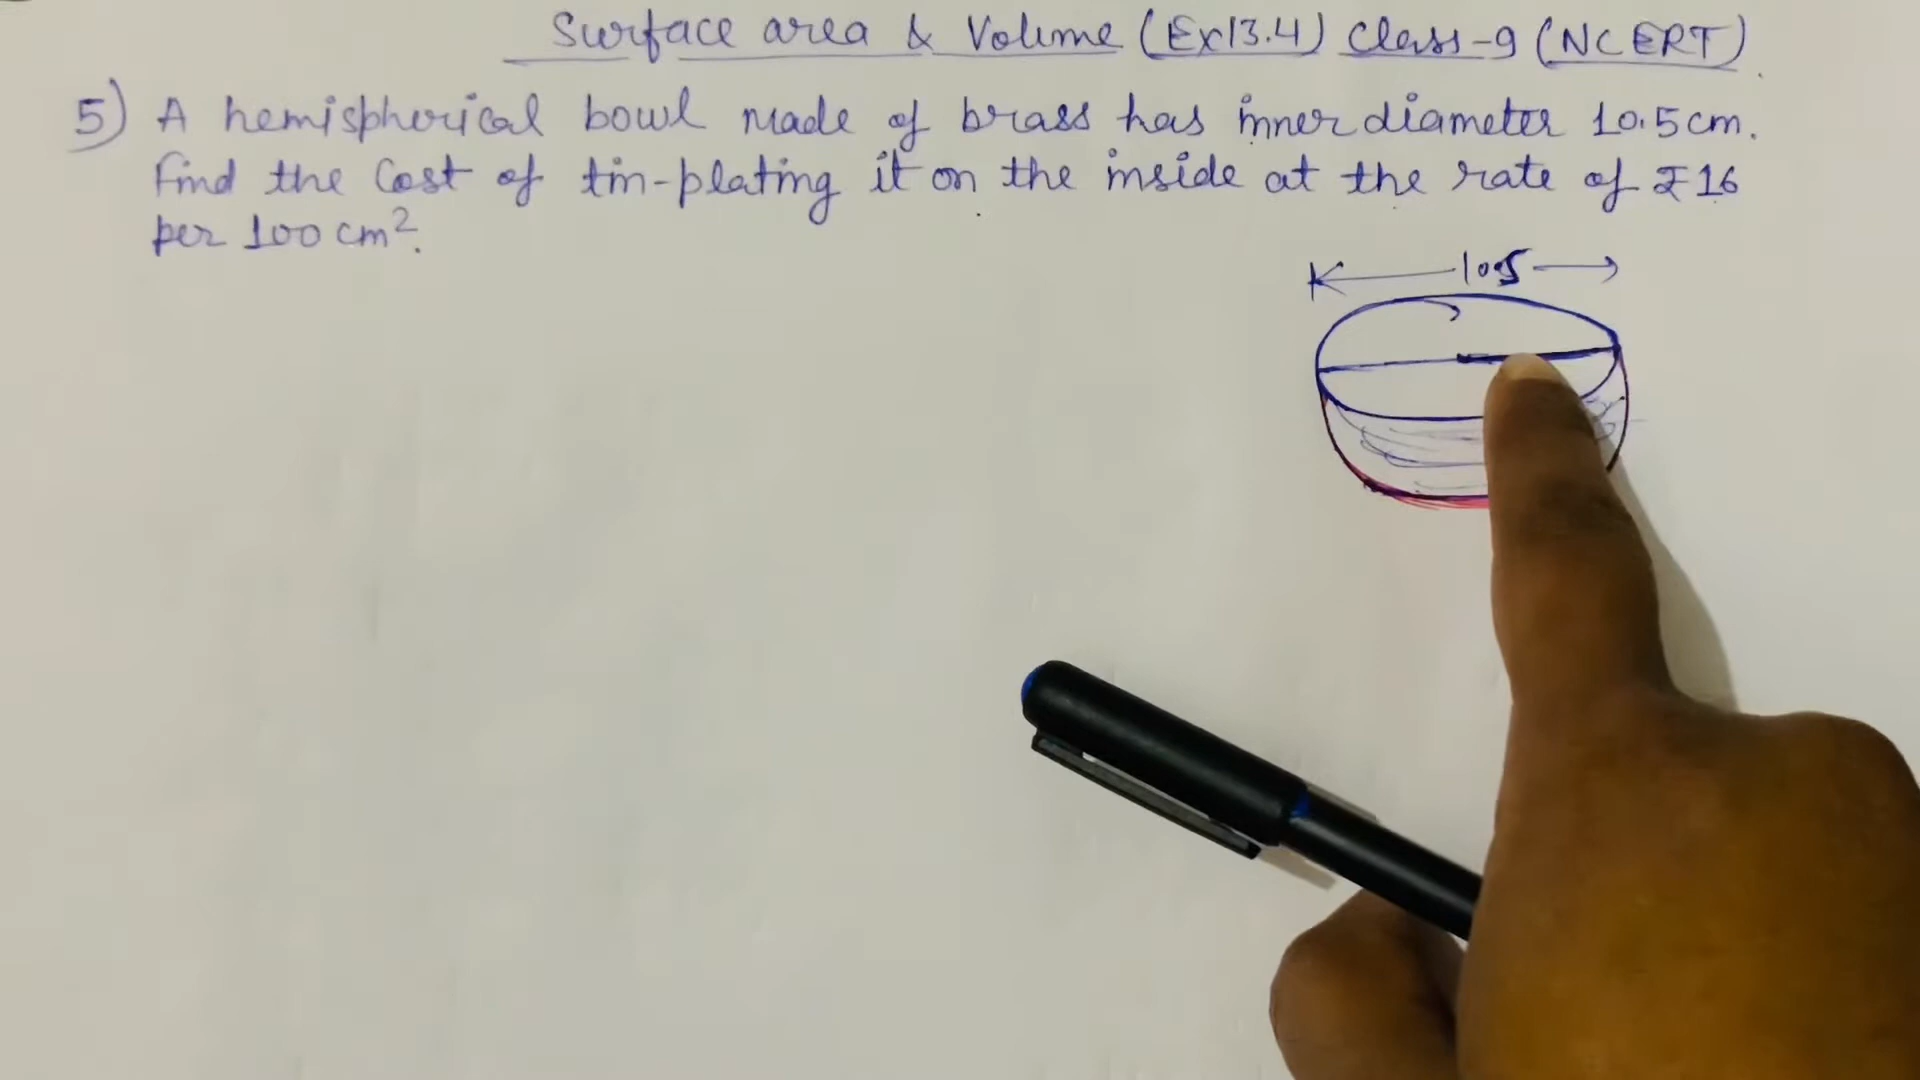 Surface area & Volume (Ex13.4) Class-9 (NCERT)
5) A hemispherical bowl made of brass has inner diameter 10.5cm.
Find the Cost of tin-plating it on the inside at the rate of ₹16
per 100 cm².
10.5